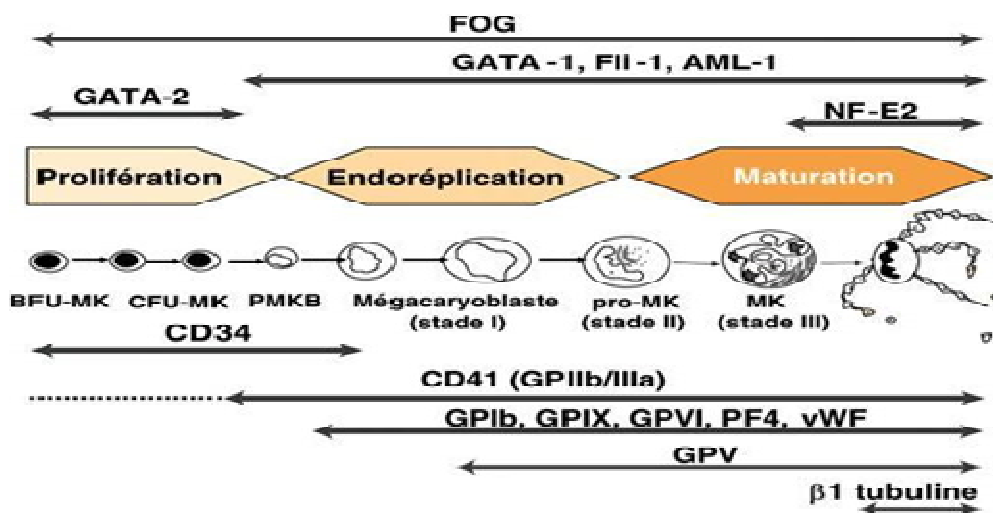 FOG
GATA-1, Fli-1, AML-1
GATA-2
NF-E2
Prolifération
Endoréplication
Maturation
BFU-MK
CFU-MK
PMKB
Mégacaryoblaste
(stade I)
pro-MK
(stade II)
MK
(stade III)
CD34
CD41 (GPIIb/IIIa)
GPIb, GPIX, GPVI, PF4, vWF
GPV
β1 tubuline